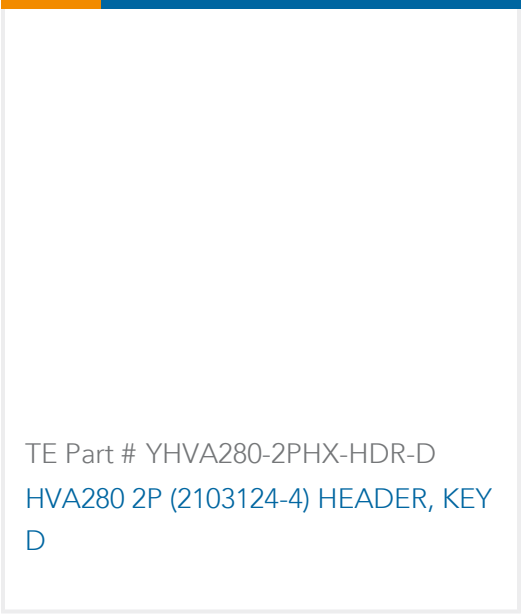 TE Part # YHVA280-2PHX-HDR-D
HVA280 2P (2103124-4) HEADER, KEY
D